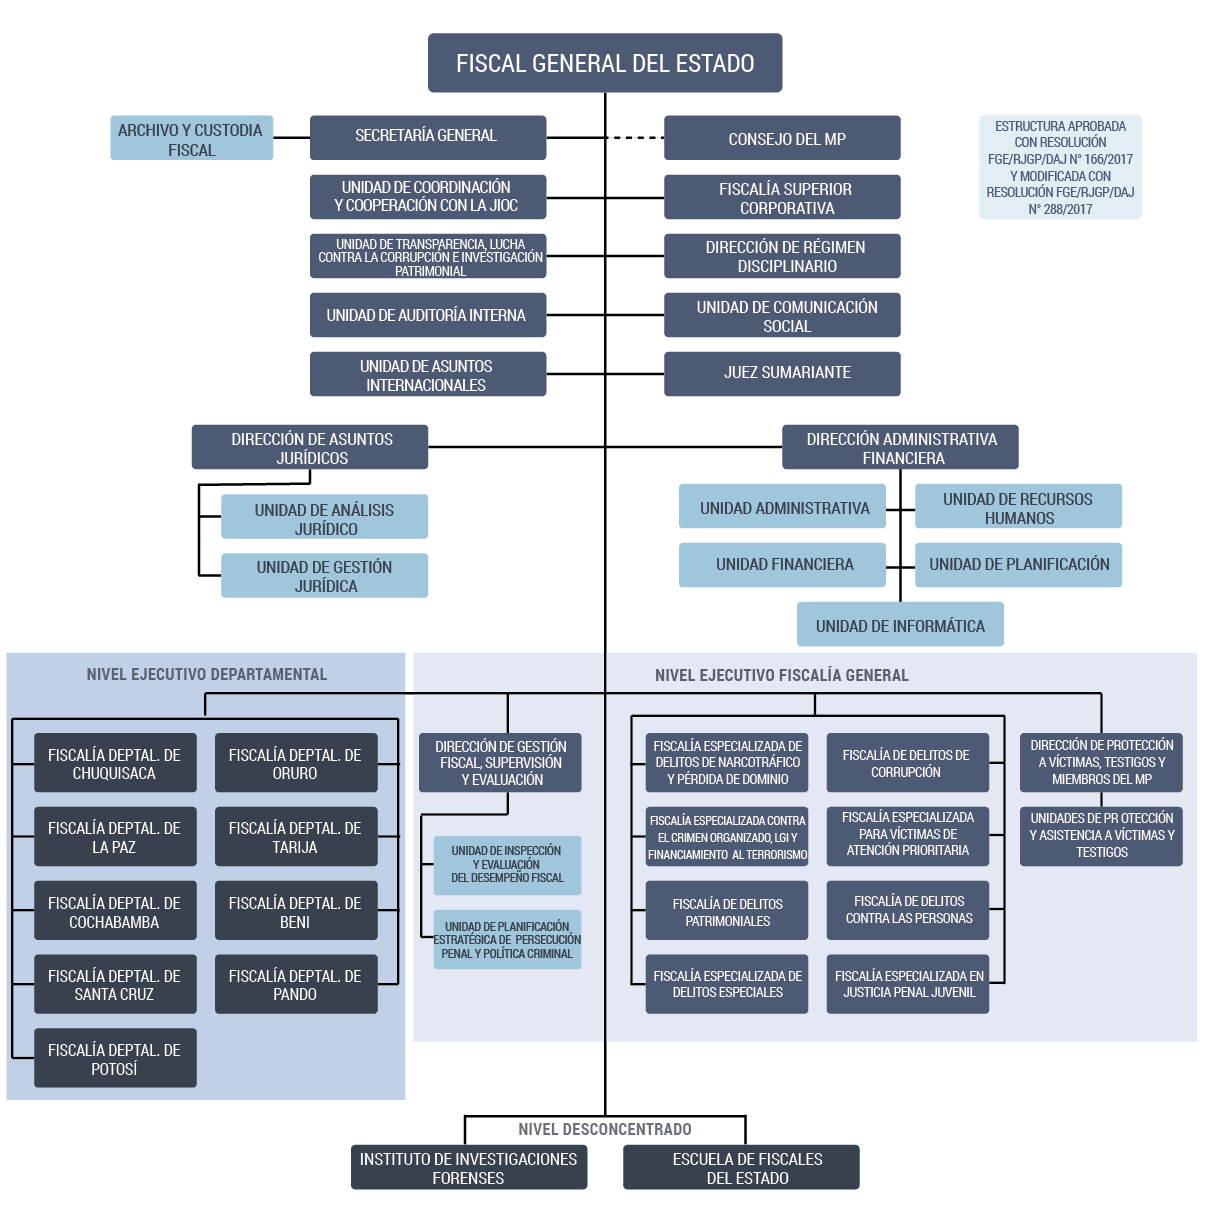 FISCAL GENERAL DEL ESTADO
ARCHIVO Y CUSTODIA
FISCAL
SECRETARÍA GENERAL
CONSEJO DEL MP
ESTRUCTURA APROBADA
CON RESOLUCIÓN
FGE/RJGP/DAJ N° 166/2017
Y MODIFICADA CON
RESOLUCIÓN FGE/RJGP/DAJ
N° 288/2017
UNIDAD DE COORDINACIÓN
Y COOPERACIÓN CON LA JIOC
FISCALÍA SUPERIOR
CORPORATIVA
UNIDAD DE TRANSPARENCIA, LUCHA
CONTRA LA CORRUPCIÓN E INVESTIGACIÓN
PATRIMONIAL
DIRECCIÓN DE RÉGIMEN
DISCIPLINARIO
UNIDAD DE AUDITORÍA INTERNA
UNIDAD DE COMUNICACIÓN
SOCIAL
UNIDAD DE ASUNTOS
INTERNACIONALES
JUEZ SUMARIANTE
DIRECCIÓN DE ASUNTOS
JURÍDICOS
DIRECCIÓN ADMINISTRATIVA
FINANCIERA
UNIDAD DE ANÁLISIS
JURÍDICO
UNIDAD DE GESTIÓN
JURÍDICA
UNIDAD ADMINISTRATIVA
UNIDAD DE RECURSOS
HUMANOS
UNIDAD FINANCIERA
UNIDAD DE PLANIFICACIÓN
UNIDAD DE INFORMÁTICA
NIVEL EJECUTIVO DEPARTAMENTAL
FISCALÍA DEPTAL. DE
CHUQUISACA
FISCALÍA DEPTAL. DE
ORURO
FISCALÍA DEPTAL. DE
LA PAZ
FISCALÍA DEPTAL. DE
TARIJA
FISCALÍA DEPTAL. DE
COCHABAMBA
FISCALÍA DEPTAL. DE
BENI
FISCALÍA DEPTAL. DE
SANTA CRUZ
FISCALÍA DEPTAL. DE
PANDO
FISCALÍA DEPTAL. DE
POTOSÍ
NIVEL EJECUTIVO FISCALÍA GENERAL
DIRECCIÓN DE GESTIÓN
FISCAL, SUPERVISIÓN
Y EVALUACIÓN
UNIDAD DE INSPECCIÓN
Y EVALUACIÓN
DEL DESEMPEÑO FISCAL
UNIDAD DE PLANIFICACIÓN
ESTRATÉGICA DE PERSECUCIÓN
PENAL Y POLÍTICA CRIMINAL
FISCALÍA ESPECIALIZADA DE
DELITOS DE NARCOTRÁFICO
Y PÉRDIDA DE DOMINIO
FISCALÍA DE DELITOS DE
CORRUPCIÓN
FISCALÍA ESPECIALIZADA CONTRA
EL CRIMEN ORGANIZADO, LGI Y
FINANCIAMIENTO AL TERRORISMO
FISCALÍA ESPECIALIZADA
PARA VÍCTIMAS DE
ATENCIÓN PRIORITARIA
FISCALÍA DE DELITOS
PATRIMONIALES
FISCALÍA DE DELITOS
CONTRA LAS PERSONAS
FISCALÍA ESPECIALIZADA DE
DELITOS ESPECIALES
FISCALÍA ESPECIALIZADA EN
JUSTICIA PENAL JUVENIL
DIRECCIÓN DE PROTECCIÓN
A VÍCTIMAS, TESTIGOS Y
MIEMBROS DEL MP
UNIDADES DE PR OTECCIÓN
Y ASISTENCIA A VÍCTIMAS Y
TESTIGOS
NIVEL DESCONCENTRADO
INSTITUTO DE INVESTIGACIONES
FORENSES
ESCUELA DE FISCALES
DEL ESTADO